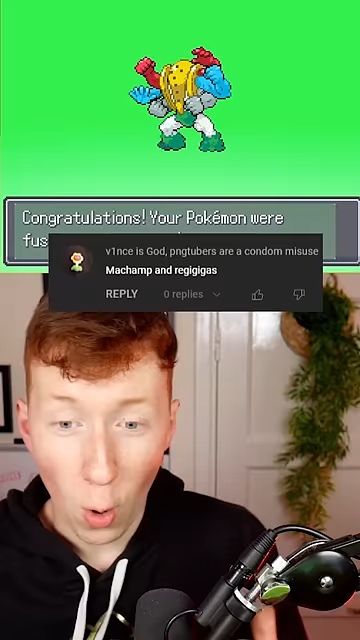 Congratulations! Your Pokémon were
fus
v1nce is God, pngtubers are a condom misuse
Machamp and regigigas
REPLY 0 replies